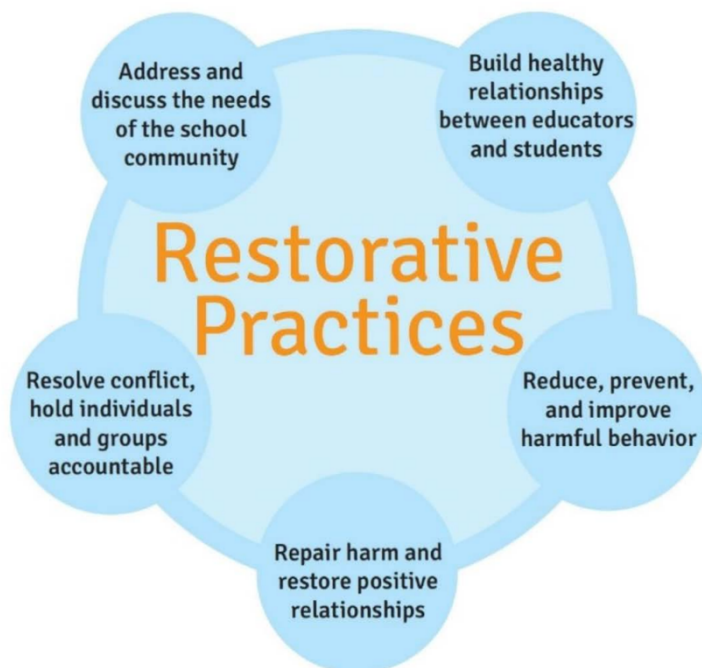 Restorative
Practices
Address and
discuss the needs
of the school
community
Build healthy
relationships
between educators
and students
Reduce, prevent,
and improve
harmful behavior
Repair harm and
restore positive
relationships
Resolve conflict,
hold individuals
and groups
accountable